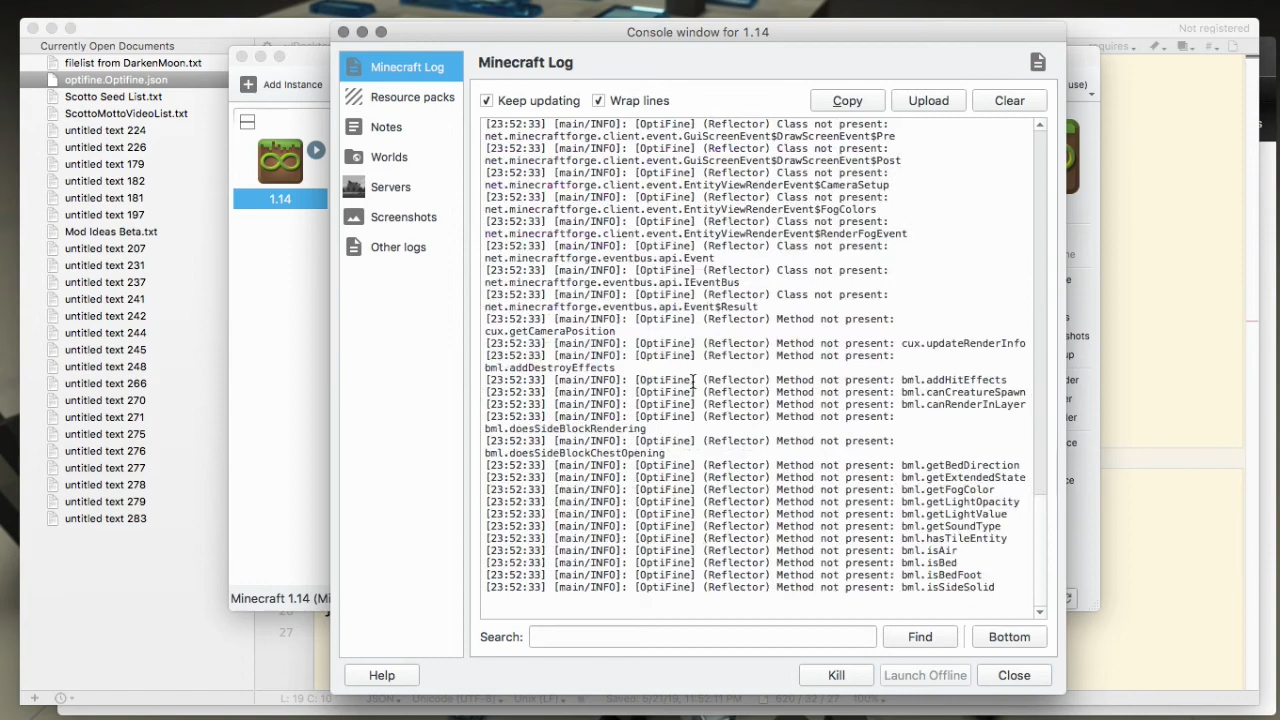 Not registered
Currently Open Documents
filelist from DarkenMoon.txt
optifine.Optifine.json
Scotto Seed List.txt
ScottoMottoVideoList.txt
untitled text 224
untitled text 226
untitled text 179
untitled text 182
untitled text 181
untitled text 197
Mod Ideas Beta.txt
untitled text 207
untitled text 231
untitled text 237
untitled text 241
untitled text 242
untitled text 244
untitled text 245
untitled text 248
untitled text 266
untitled text 270
untitled text 271
untitled text 275
untitled text 276
untitled text 277
untitled text 278
untitled text 279
untitled text 283
Add Instance
1.14
Minecraft 1.14 (Mi
Console window for 1.14
Minecraft Log
Resource packs
Notes
Worlds
Servers
Screenshots
Other logs
Minecraft Log
Keep updating
Wrap lines
Copy
Upload
Clear
[23:52:33] [main/INFO]: [OptiFine] (Reflector) Class not present:
net.minecraftforge.client.event.GuiScreenEvent$DrawScreenEvent$Pre
[23:52:33] [main/INFO]: [OptiFine] (Reflector) Class not present:
net.minecraftforge.client.event.GuiScreenEvent$DrawScreenEvent$Post
[23:52:33] [main/INFO]: [OptiFine] (Reflector) Class not present:
net.minecraftforge.client.event.EntityViewRenderEvent$CameraSetup
[23:52:33] [main/INFO]: [OptiFine] (Reflector) Class not present:
net.minecraftforge.client.event.EntityViewRenderEvent$FogColors
[23:52:33] [main/INFO]: [OptiFine] (Reflector) Class not present:
net.minecraftforge.client.event.EntityViewRenderEvent$RenderFogEvent
[23:52:33] [main/INFO]: [OptiFine] (Reflector) Class not present:
net.minecraftforge.eventbus.api.Event
[23:52:33] [main/INFO]: [OptiFine] (Reflector) Class not present:
net.minecraftforge.eventbus.api.IEventBus
[23:52:33] [main/INFO]: [OptiFine] (Reflector) Class not present:
net.minecraftforge.eventbus.api.Event$Result
[23:52:33] [main/INFO]: [OptiFine] (Reflector) Method not present:
cux.getCameraPosition
[23:52:33] [main/INFO]: [OptiFine] (Reflector) Method not present: cux.updateRenderInfo
[23:52:33] [main/INFO]: [OptiFine] (Reflector) Method not present:
bml.addDestroyEffects
[23:52:33] [main/INFO]: [OptiFine] (Reflector) Method not present: bml.addHitEffects
[23:52:33] [main/INFO]: [OptiFine] (Reflector) Method not present: bml.canCreatureSpawn
[23:52:33] [main/INFO]: [OptiFine] (Reflector) Method not present: bml.canRenderInLayer
[23:52:33] [main/INFO]: [OptiFine] (Reflector) Method not present:
bml.doesSideBlockRendering
[23:52:33] [main/INFO]: [OptiFine] (Reflector) Method not present:
bml.doesSideBlockChestOpening
[23:52:33] [main/INFO]: [OptiFine] (Reflector) Method not present: bml.getBedDirection
[23:52:33] [main/INFO]: [OptiFine] (Reflector) Method not present: bml.getExtendedState
[23:52:33] [main/INFO]: [OptiFine] (Reflector) Method not present: bml.getFogColor
[23:52:33] [main/INFO]: [OptiFine] (Reflector) Method not present: bml.getLightOpacity
[23:52:33] [main/INFO]: [OptiFine] (Reflector) Method not present: bml.getLightValue
[23:52:33] [main/INFO]: [OptiFine] (Reflector) Method not present: bml.getSoundType
[23:52:33] [main/INFO]: [OptiFine] (Reflector) Method not present: bml.hasTileEntity
[23:52:33] [main/INFO]: [OptiFine] (Reflector) Method not present: bml.isAir
[23:52:33] [main/INFO]: [OptiFine] (Reflector) Method not present: bml.isBed
[23:52:33] [main/INFO]: [OptiFine] (Reflector) Method not present: bml.isBedFoot
[23:52:33] [main/INFO]: [OptiFine] (Reflector) Method not present: bml.isSideSolid
Search:
Find
Bottom
Help
Kill
Launch Offline
Close
27
L: 19 C: 10
JSON
Unicode (UTF-8)
Unix (LF)
Saved: 5/21/19, 11:52:11 PM
620 / 32 / 27
100%